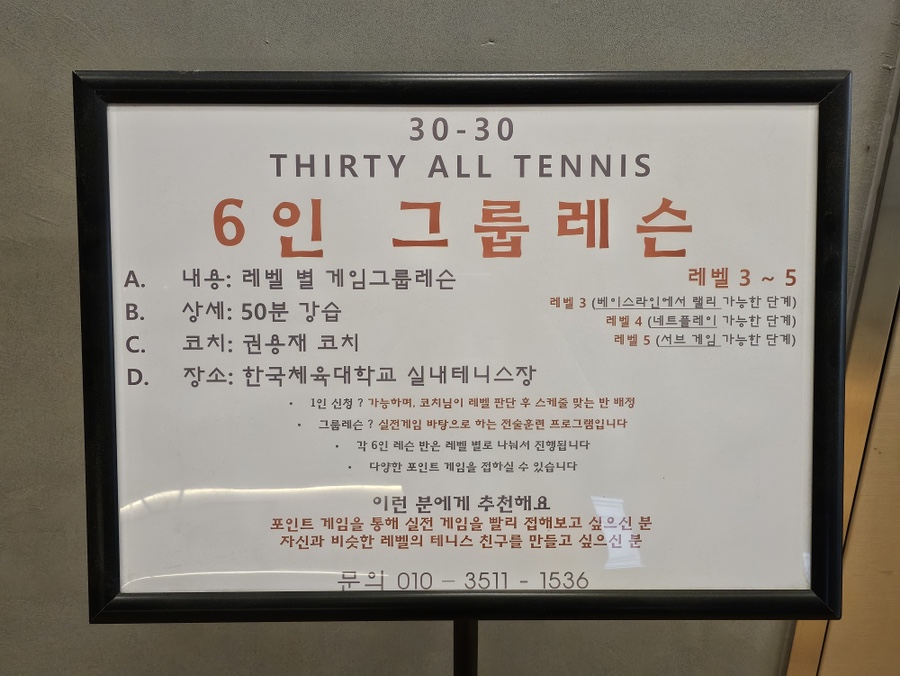 30-30
THIRTY ALL TENNIS
6인 그룹레슨
A. 내용: 레벨 별 게임그룹레슨
B. 상세: 50분 강습
C. 코치: 권용재 코치
D. 장소: 한국체육대학교 실내테니스장
레벨 3 ~ 5
레벨 3 (베이스라인에서 랠리 가능한 단계)
레벨 4 (네트플레이 가능한 단계)
레벨 5 (서브 게임 가능한 단계)
• 1인 신청 ? 가능하며, 코치님이 레벨 판단 후 스케줄 맞는 반 배정
• 그룹레슨 ? 실전게임 바탕으로 하는 전술훈련 프로그램입니다
• 각 6인 레슨 반은 레벨 별로 나눠서 진행됩니다
• 다양한 포인트 게임을 접하실 수 있습니다
이런 분에게 추천해요
포인트 게임을 통해 실전 게임을 빨리 접해보고 싶으신 분
자신과 비슷한 레벨의 테니스 친구를 만들고 싶으신 분
문의 010 – 3511 - 1536